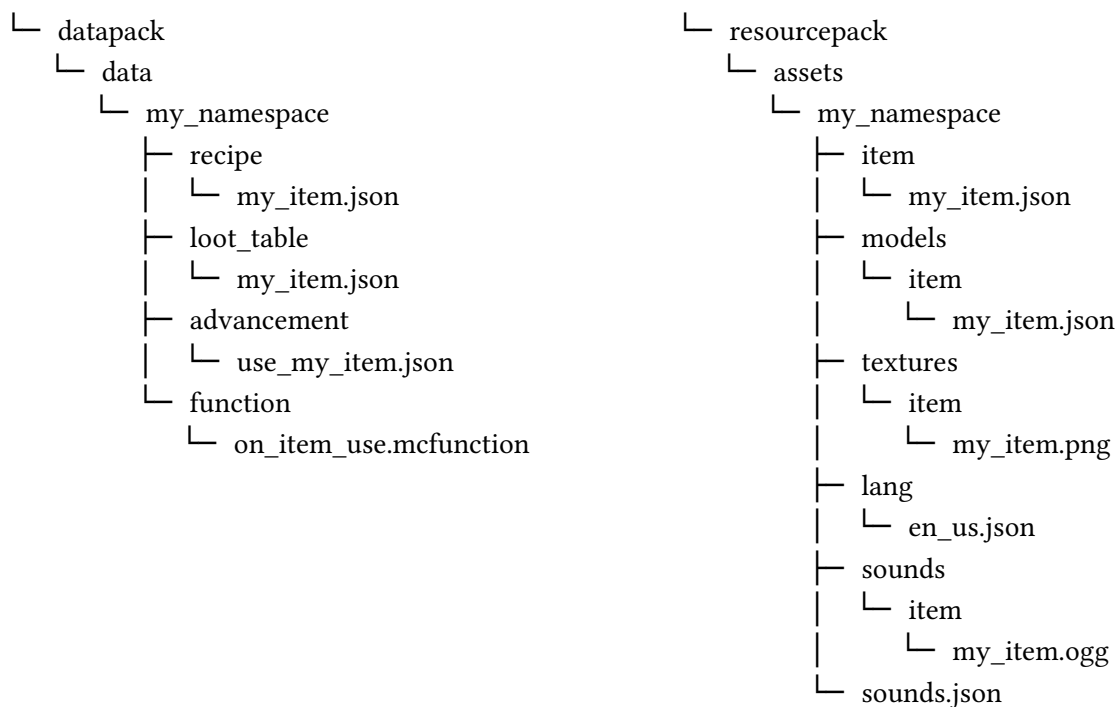 └─ datapack
   └─ data
      └─ my_namespace
         ├─ recipe
         │  └─ my_item.json
         ├─ loot_table
         │  └─ my_item.json
         ├─ advancement
         │  └─ use_my_item.json
         └─ function
            └─ on_item_use.mcfunction
└─ resourcepack
   └─ assets
      └─ my_namespace
         ├─ item
         │  └─ my_item.json
         ├─ models
         │  └─ item
         │     └─ my_item.json
         ├─ textures
         │  └─ item
         │     └─ my_item.png
         ├─ lang
         │  └─ en_us.json
         ├─ sounds
         │  └─ item
         │     └─ my_item.ogg
         └─ sounds.json